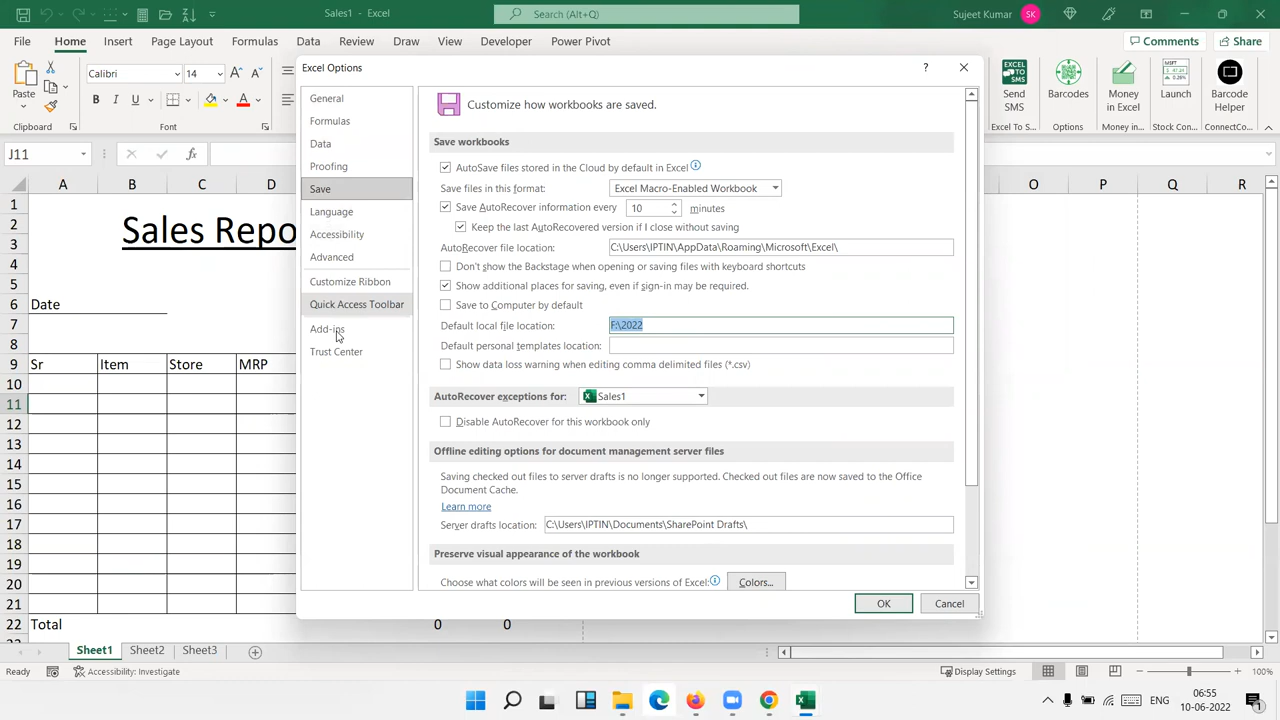 Sales1 - Excel
Search (Alt+Q)
Sujeet Kumar SK
File Home Insert Page Layout Formulas Data Review View Automate Draw Developer Power Pivot
Comments Share
Paste
Calibri 14
B I U
Clipboard Font
Send SMS
Barcodes
Money in Excel
Launch
Barcode Helper
Excel To S... Options Money in... Stock Con... ConnectCo...
J11
fx
A B C D O P Q R
1
2 Sales Repo
3
4
5
6 Date
7
8
9 Sr Item Store MRP
10
11
12
13
14
15
16
17
18
19
20
21
22 Total 0 0
Excel Options
?
General
Formulas
Data
Proofing
Save
Language
Accessibility
Advanced
Customize Ribbon
Quick Access Toolbar
Add-ins
Trust Center
Customize how workbooks are saved.
Save workbooks
AutoSave files stored in the Cloud by default in Excel
Save files in this format: Excel Macro-Enabled Workbook
Save AutoRecover information every 10 minutes
Keep the last AutoRecovered version if I close without saving
AutoRecover file location: C:\Users\IPTIN\AppData\Roaming\Microsoft\Excel\
Don't show the Backstage when opening or saving files with keyboard shortcuts
Show additional places for saving, even if sign-in may be required.
Save to Computer by default
Default local file location: F:\2022
Default personal templates location:
Show data loss warning when editing comma delimited files (*.csv)
AutoRecover exceptions for: Sales1
Disable AutoRecover for this workbook only
Offline editing options for document management server files
Saving checked out files to server drafts is no longer supported. Checked out files are now saved to the Office
Document Cache.
Learn more
Server drafts location: C:\Users\IPTIN\Documents\SharePoint Drafts\
Preserve visual appearance of the workbook
Choose what colors will be seen in previous versions of Excel: Colors...
OK Cancel
Sheet1 Sheet2 Sheet3
Ready Accessibility: Investigate Display Settings 100%
ENG
06:55
10-06-2022